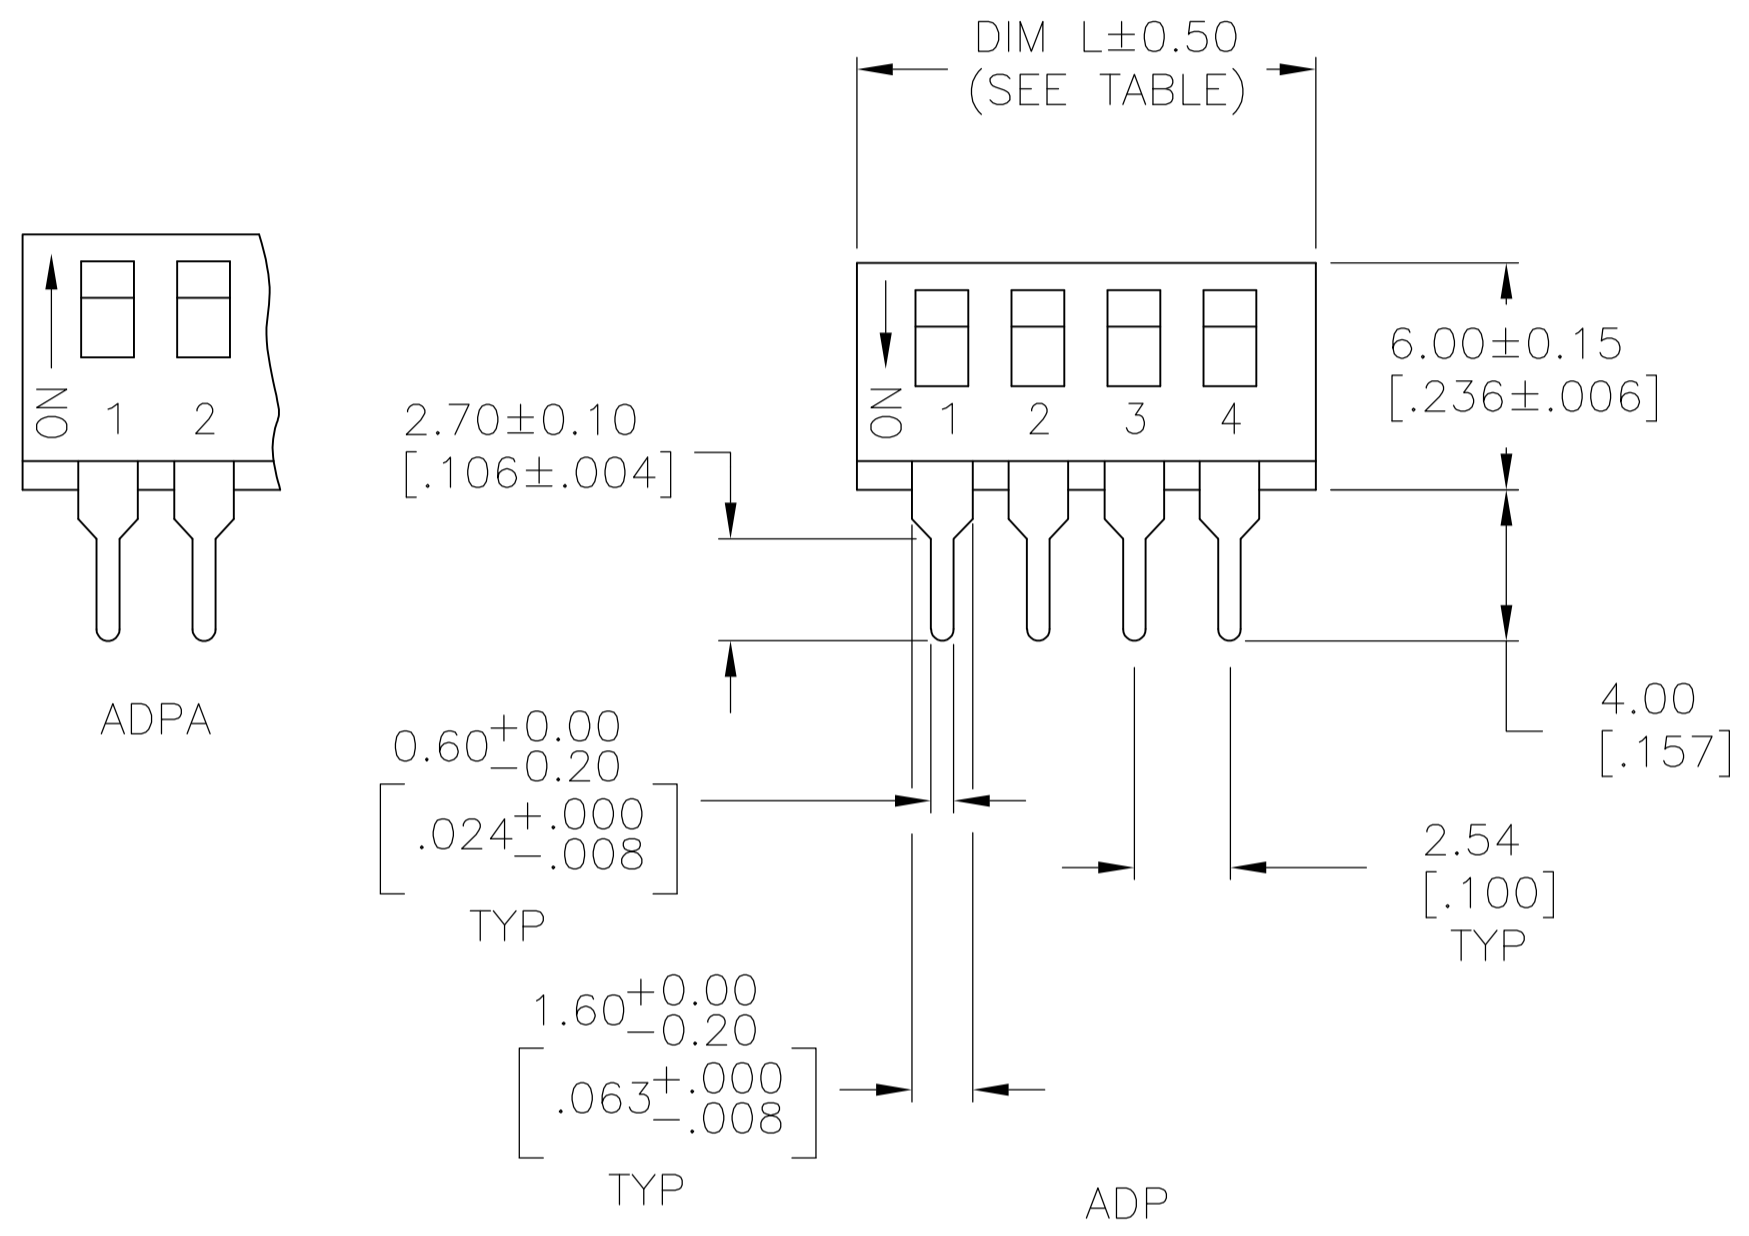 DIM L±0.50
(SEE TABLE)
ON
1 2
ADPA
ON
1 2 3 4
6.00±0.15
[.236±.006]
2.70±0.10
[.106±.004]
4.00
[.157]
0.60+0.00
−0.20
[.024+.000
−.008]
TYP
2.54
[.100]
TYP
1.60+0.00
−0.20
[.063+.000
−.008]
TYP
ADP